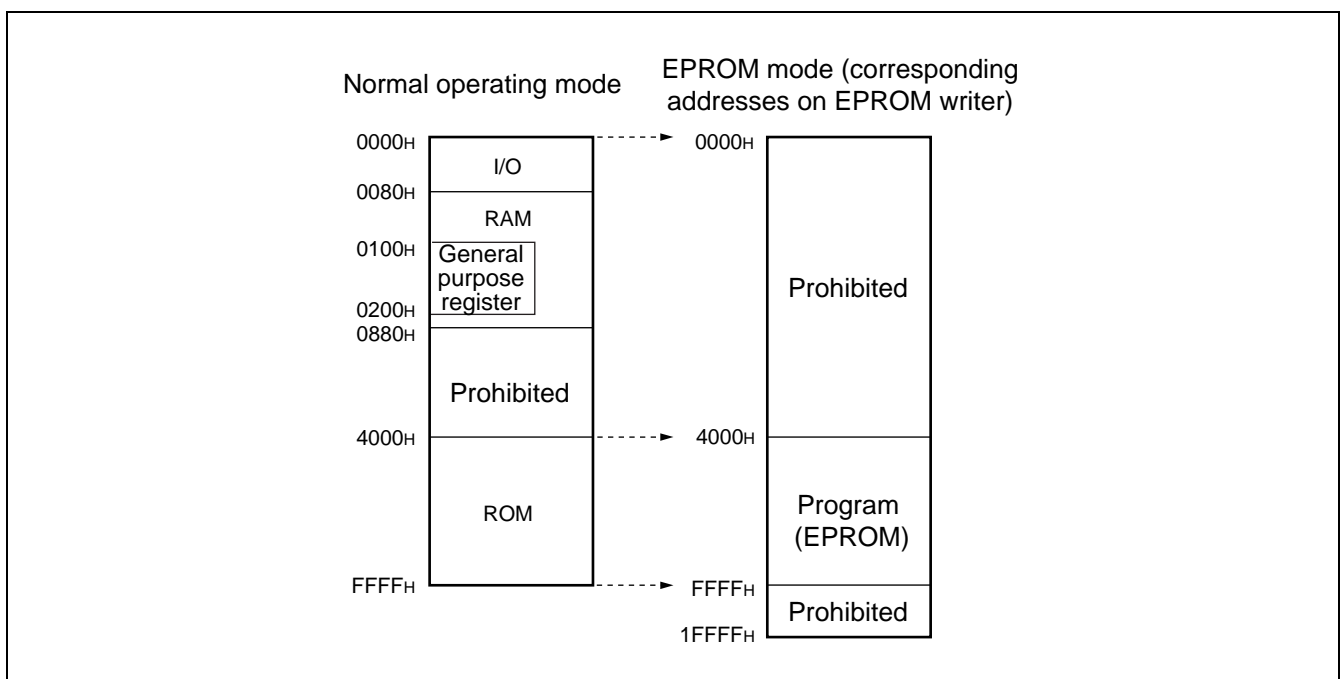 Normal operating mode
0000H
I/O
0080H
RAM
0100H
General
purpose
register
0200H
0880H
Prohibited
4000H
ROM
FFFFH
EPROM mode (corresponding
addresses on EPROM writer)
0000H
Prohibited
4000H
Program
(EPROM)
FFFFH
Prohibited
1FFFFH